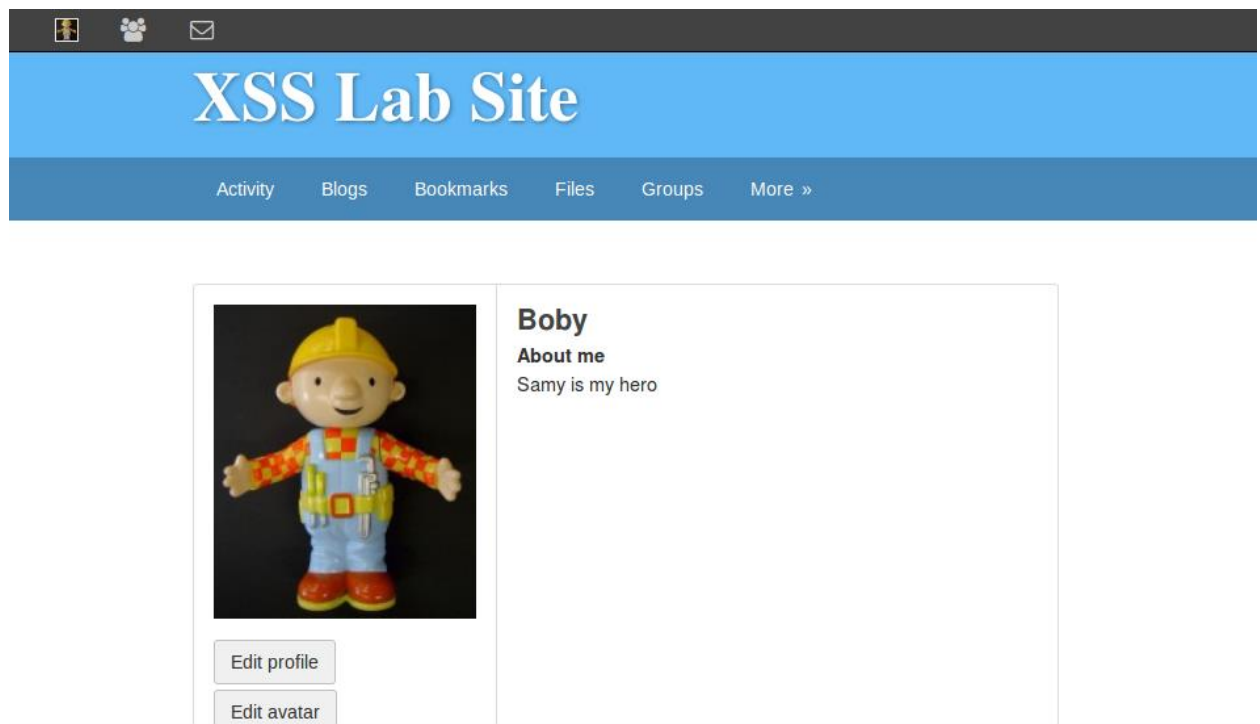 XSS Lab Site
Activity Blogs Bookmarks Files Groups More »
Boby
About me
Samy is my hero
Edit profile
Edit avatar